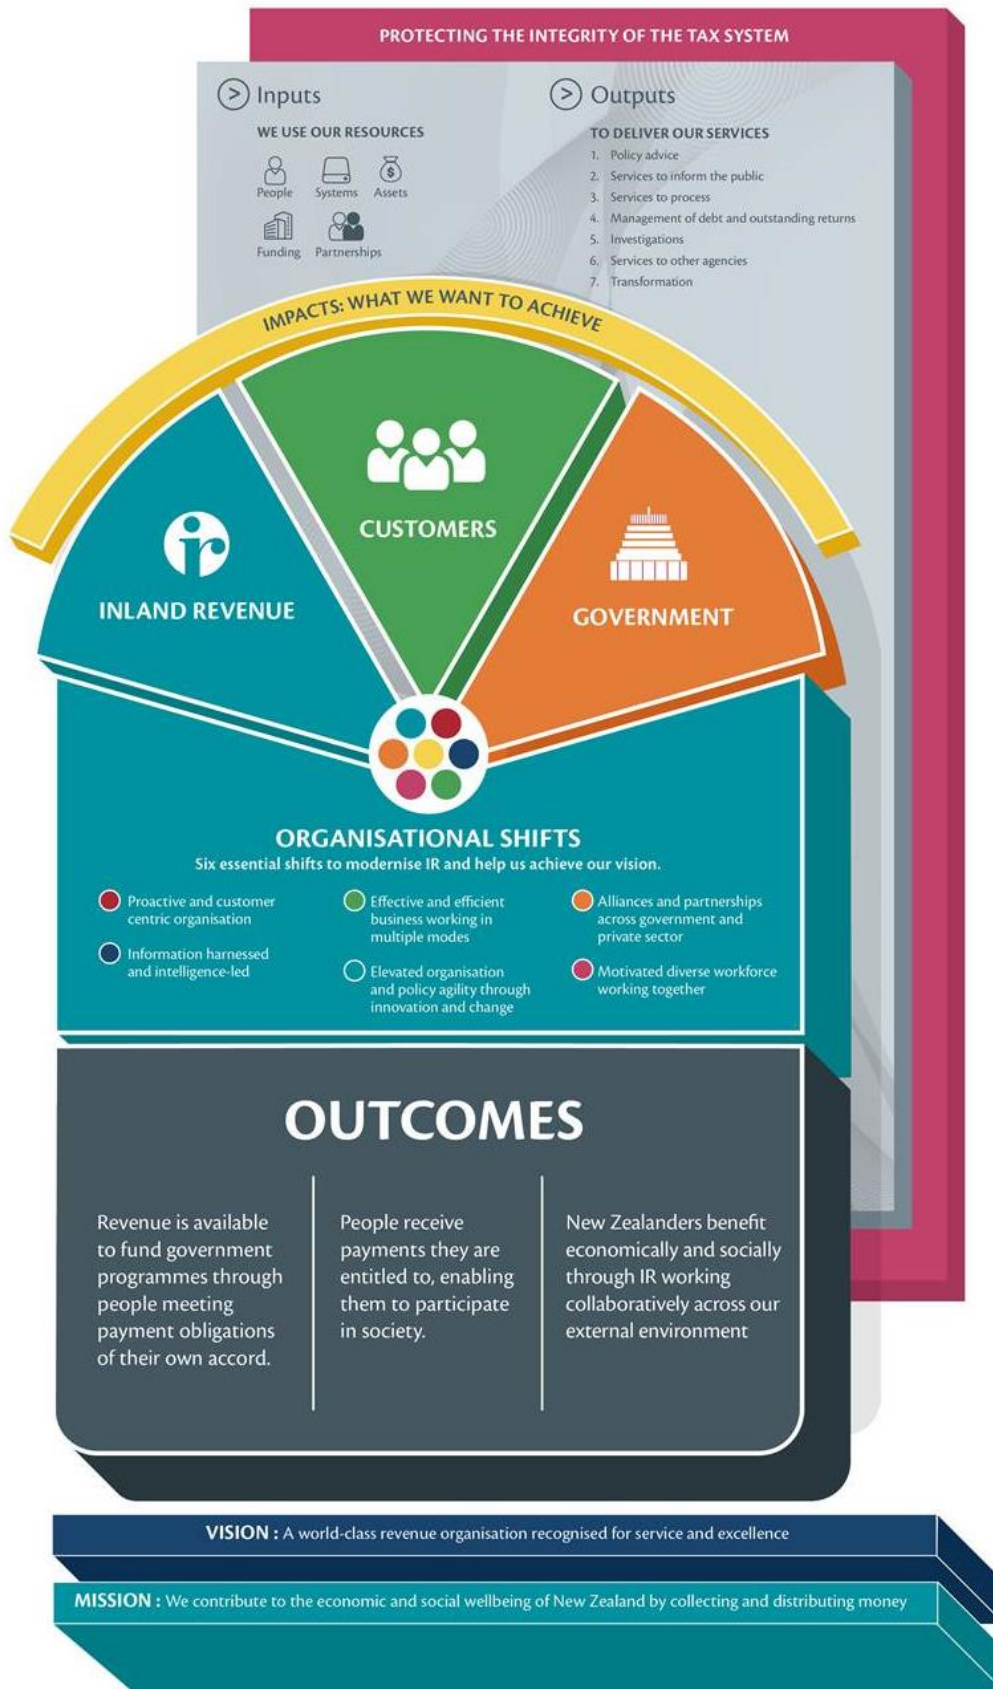 PROTECTING THE INTEGRITY OF THE TAX SYSTEM
> Inputs
WE USE OUR RESOURCES
People Systems Assets
Funding Partnerships
> Outputs
TO DELIVER OUR SERVICES
1. Policy advice
2. Services to inform the public
3. Services to process
4. Management of debt and outstanding returns
5. Investigations
6. Services to other agencies
7. Transformation
IMPACTS: WHAT WE WANT TO ACHIEVE
ir
INLAND REVENUE
CUSTOMERS
GOVERNMENT
ORGANISATIONAL SHIFTS
Six essential shifts to modernise IR and help us achieve our vision.
Proactive and customer
centric organisation
Information harnessed
and intelligence-led
Effective and efficient
business working in
multiple modes
Elevated organisation
and policy agility through
innovation and change
Alliances and partnerships
across government and
private sector
Motivated diverse workforce
working together
OUTCOMES
Revenue is available
to fund government
programmes through
people meeting
payment obligations
of their own accord.
People receive
payments they are
entitled to, enabling
them to participate
in society.
New Zealanders benefit
economically and socially
through IR working
collaboratively across our
external environment
VISION : A world-class revenue organisation recognised for service and excellence
MISSION : We contribute to the economic and social wellbeing of New Zealand by collecting and distributing money